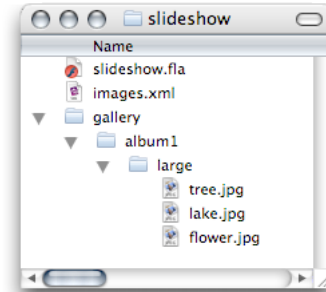 slideshow
Name
slideshow.fla
images.xml
gallery
album1
large
tree.jpg
lake.jpg
flower.jpg